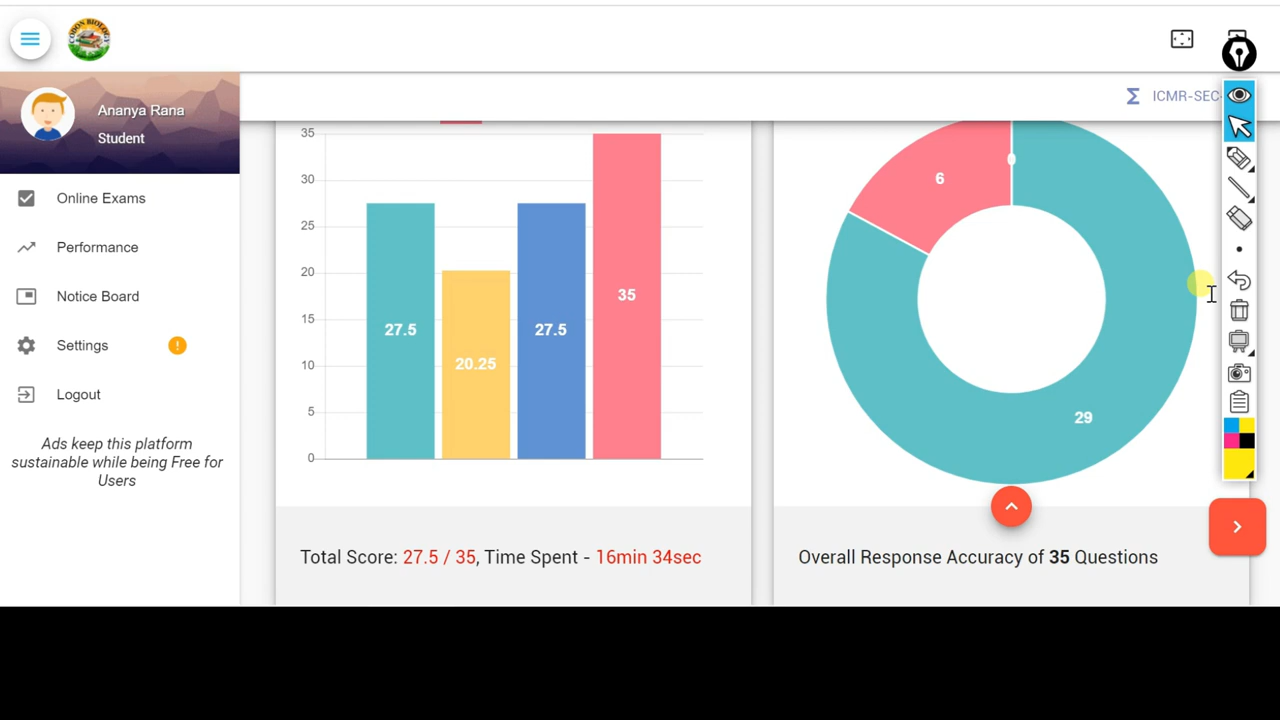 Ananya Rana
Student
ICMR-SEC-
Online Exams
Performance
Notice Board
Settings
Logout
Ads keep this platform
sustainable while being Free for
Users
35
30
25
20
15
10
5
0
27.5
20.25
27.5
35
6
0
29
Total Score: 27.5 / 35, Time Spent - 16min 34sec
Overall Response Accuracy of 35 Questions